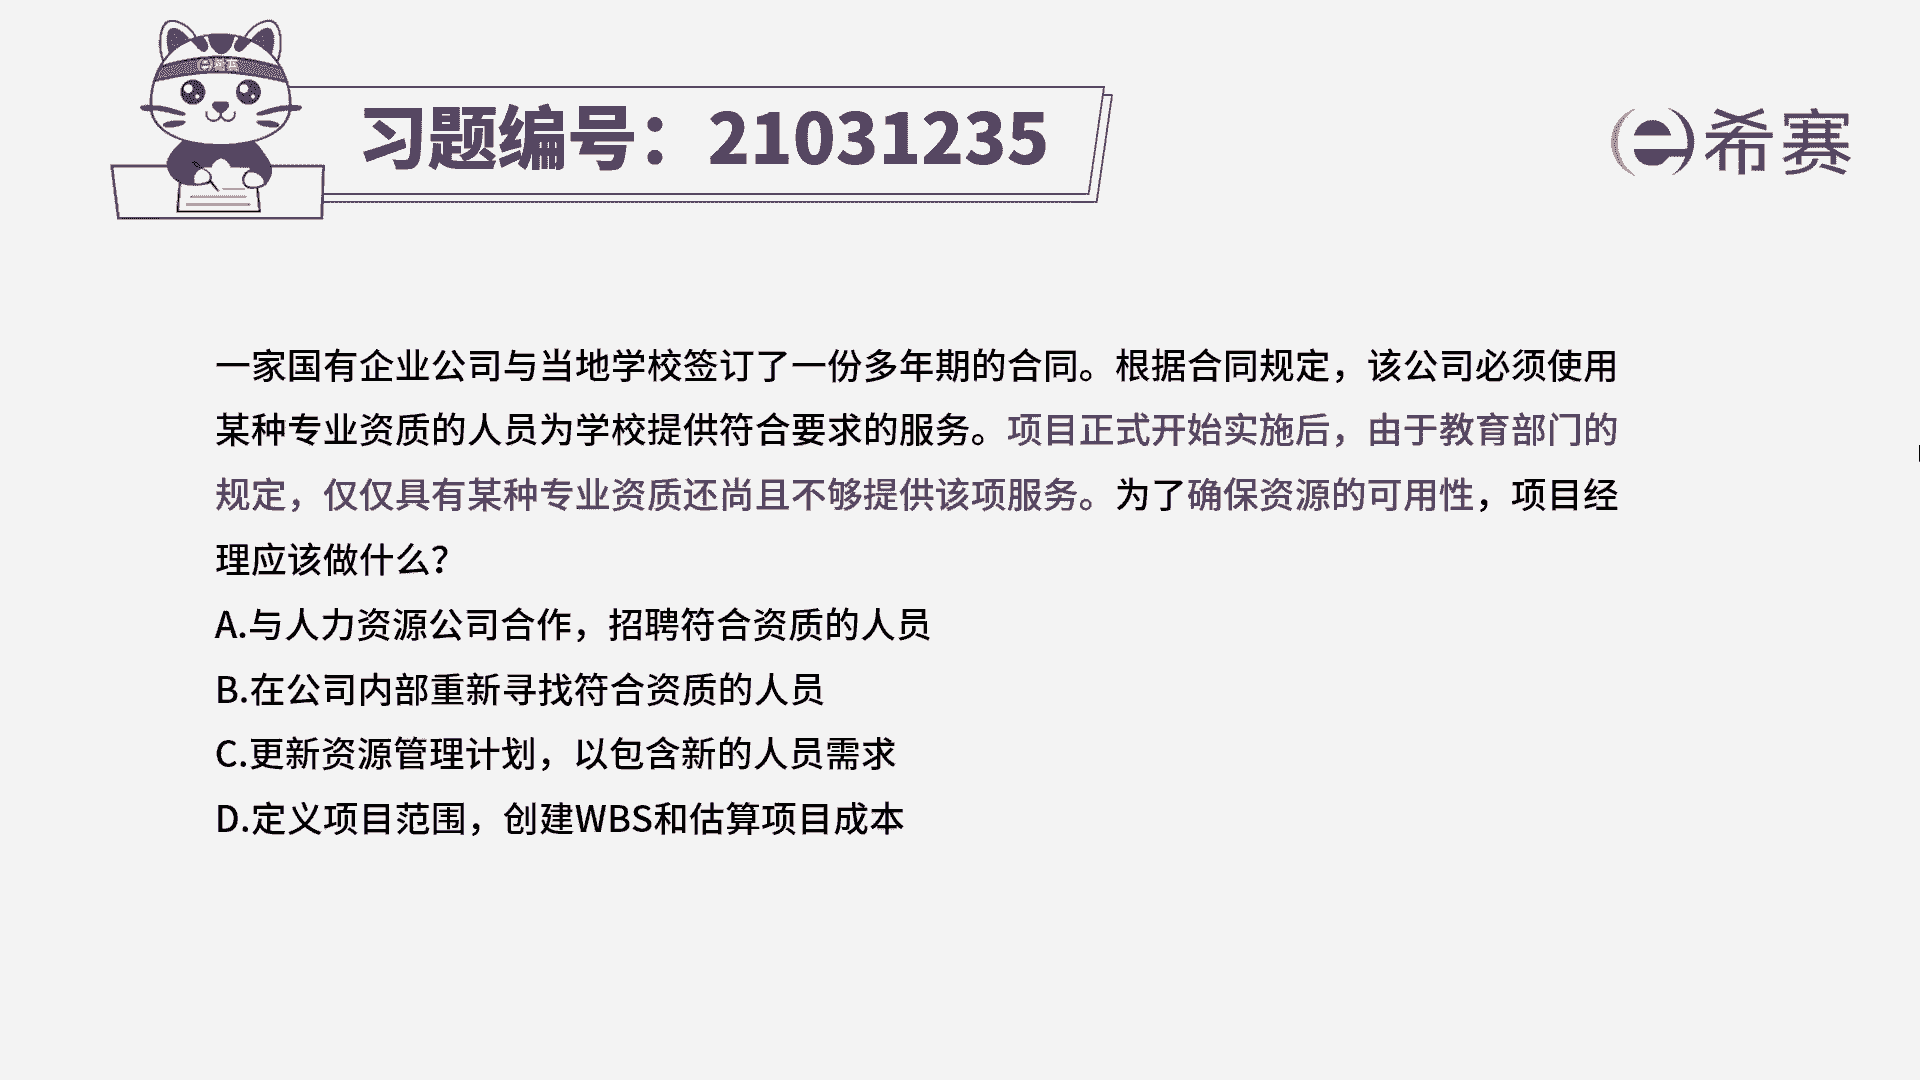 习题编号：21031235
希赛
一家国有企业公司与当地学校签订了一份多年期的合同。根据合同规定，该公司必须使用
某种专业资质的人员为学校提供符合要求的服务。项目正式开始实施后，由于教育部门的
规定，仅仅具有某种专业资质还尚且不够提供该项服务。为了确保资源的可用性，项目经
理应该做什么？
A.与人力资源公司合作，招聘符合资质的人员
B.在公司内部重新寻找符合资质的人员
C.更新资源管理计划，以包含新的人员需求
D.定义项目范围，创建WBS和估算项目成本